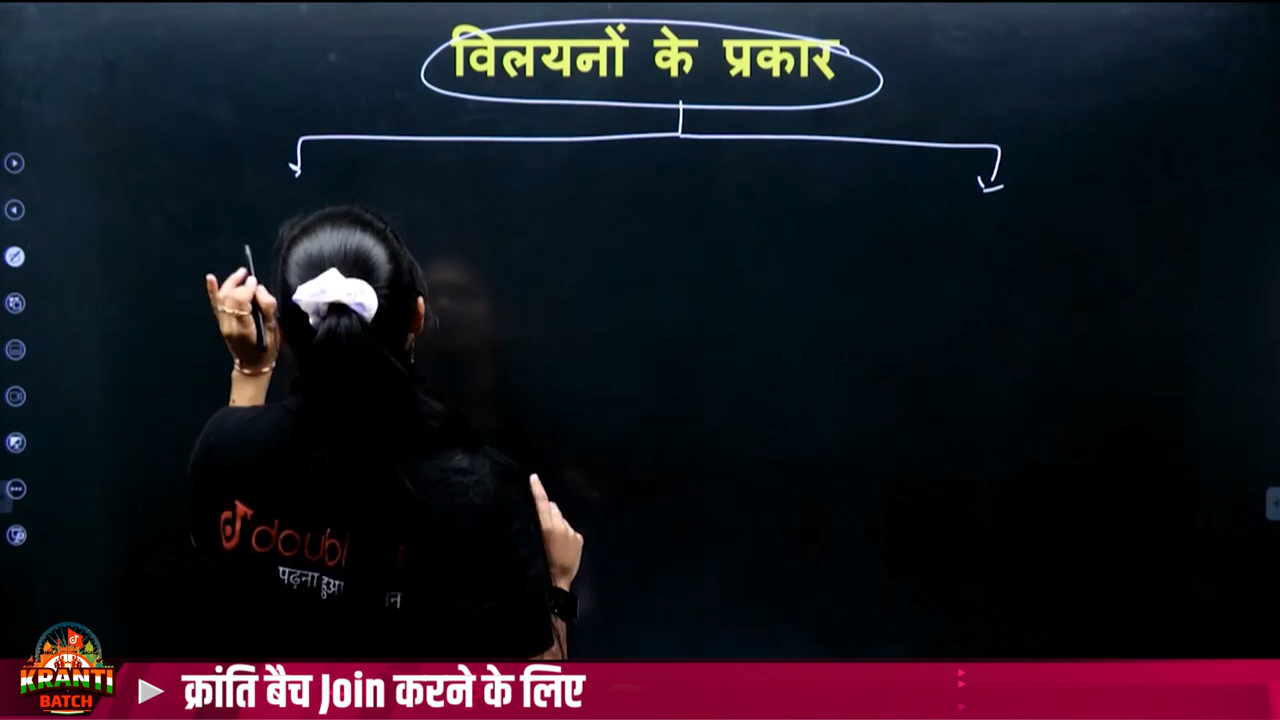 विलयनों के प्रकार
doubt
पढ़ना हुआ
KRANTI
BATCH
क्रांति बैच Join करने के लिए